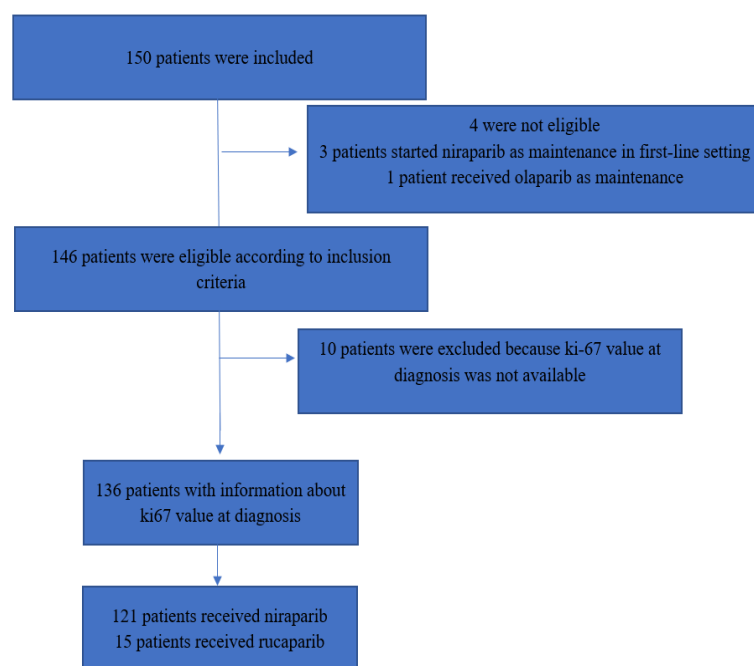 150 patients were included
4 were not eligible
3 patients started niraparib as maintenance in first-line setting
1 patient received olaparib as maintenance
146 patients were eligible according to inclusion
criteria
10 patients were excluded because ki-67 value at
diagnosis was not available
136 patients with information about
ki67 value at diagnosis
121 patients received niraparib
15 patients received rucaparib